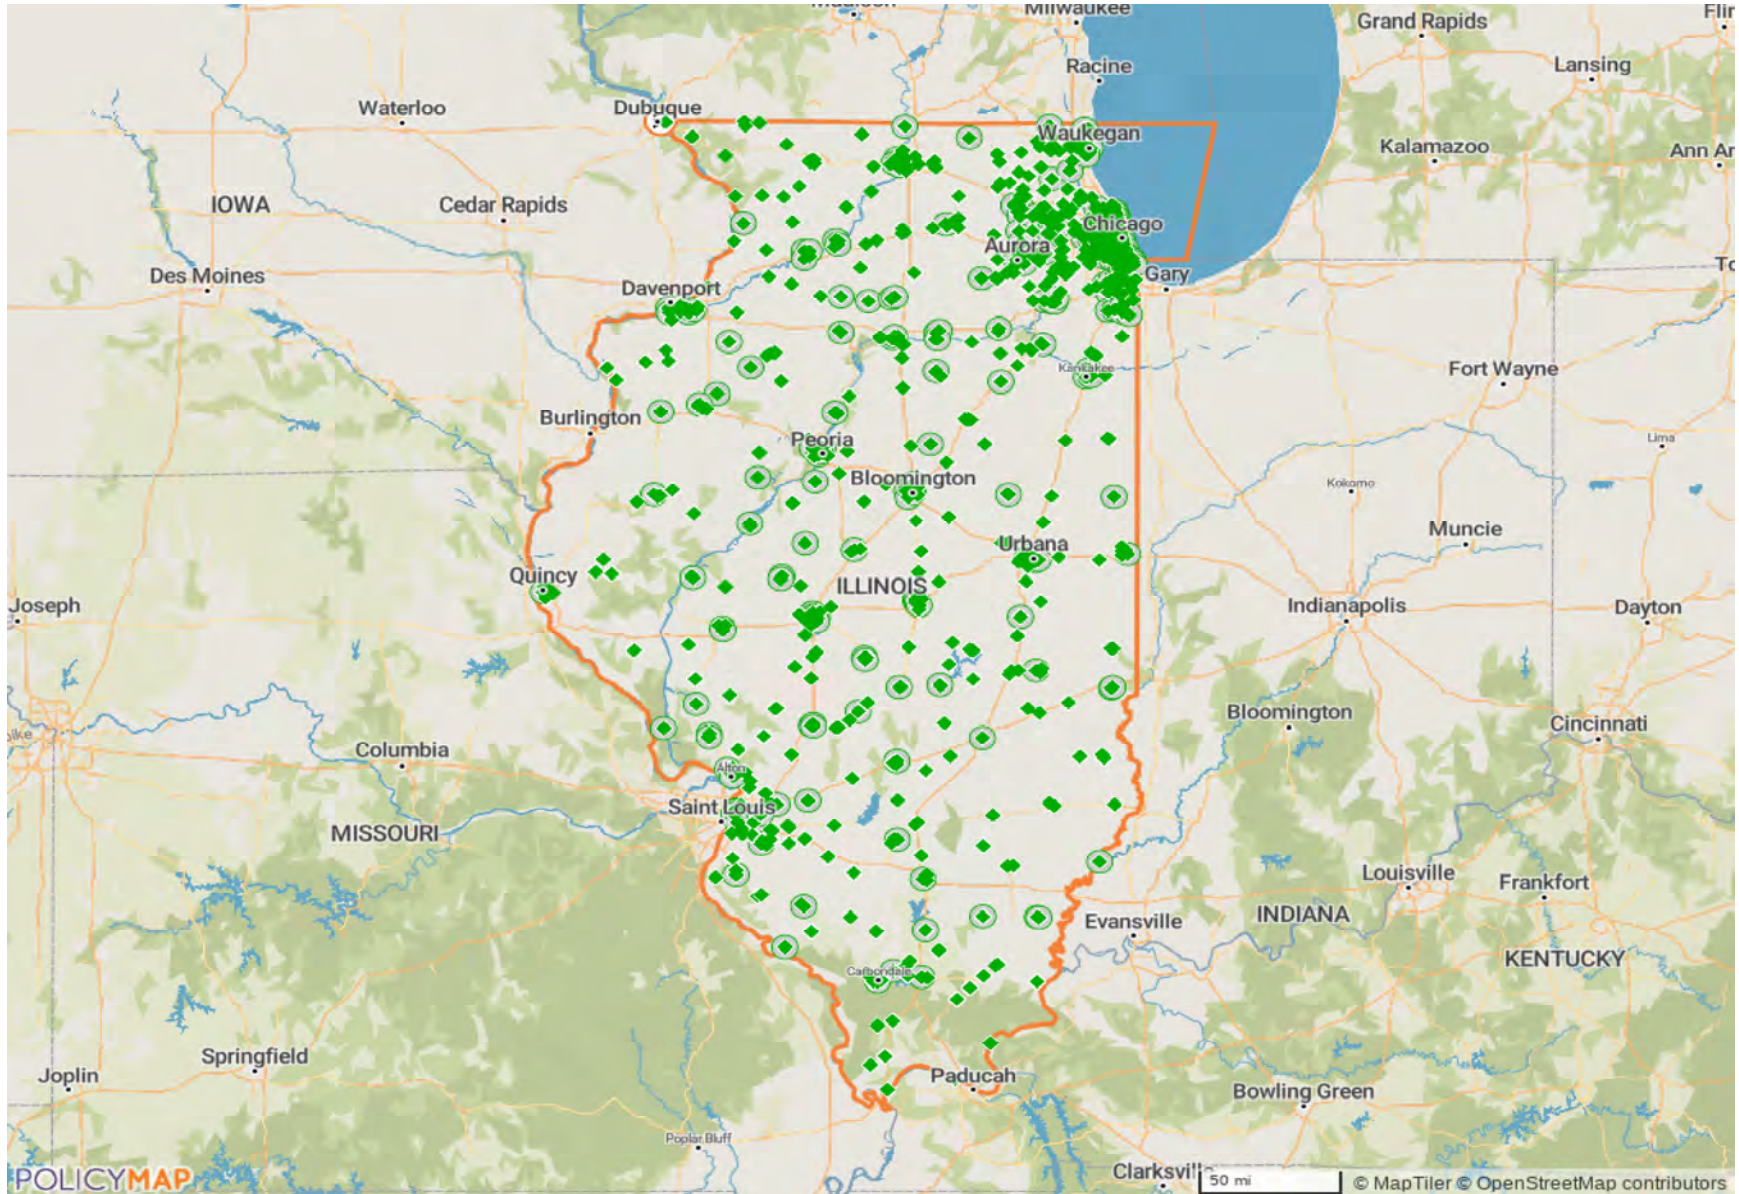 Milwaukee
Grand Rapids
Racine
Lansing
Waterloo
Dubuque
Waukegan
Kalamazoo
Ann Ar
IOWA
Cedar Rapids
Chicago
Aurora
Des Moines
Gary
Davenport
Kankakee
Fort Wayne
Burlington
Peoria
Lima
Bloomington
Kokomo
Muncie
Urbana
Quincy
ILLINOIS
Joseph
Indianapolis
Dayton
Bloomington
Cincinnati
Columbia
Alton
Saint Louis
MISSOURI
Louisville
Frankfort
Evansville
INDIANA
KENTUCKY
Carbondale
Springfield
Joplin
Paducah
Bowling Green
Poplar Bluff
Clarksvill
POLICYMAP
50 mi
© MapTiler © OpenStreetMap contributors